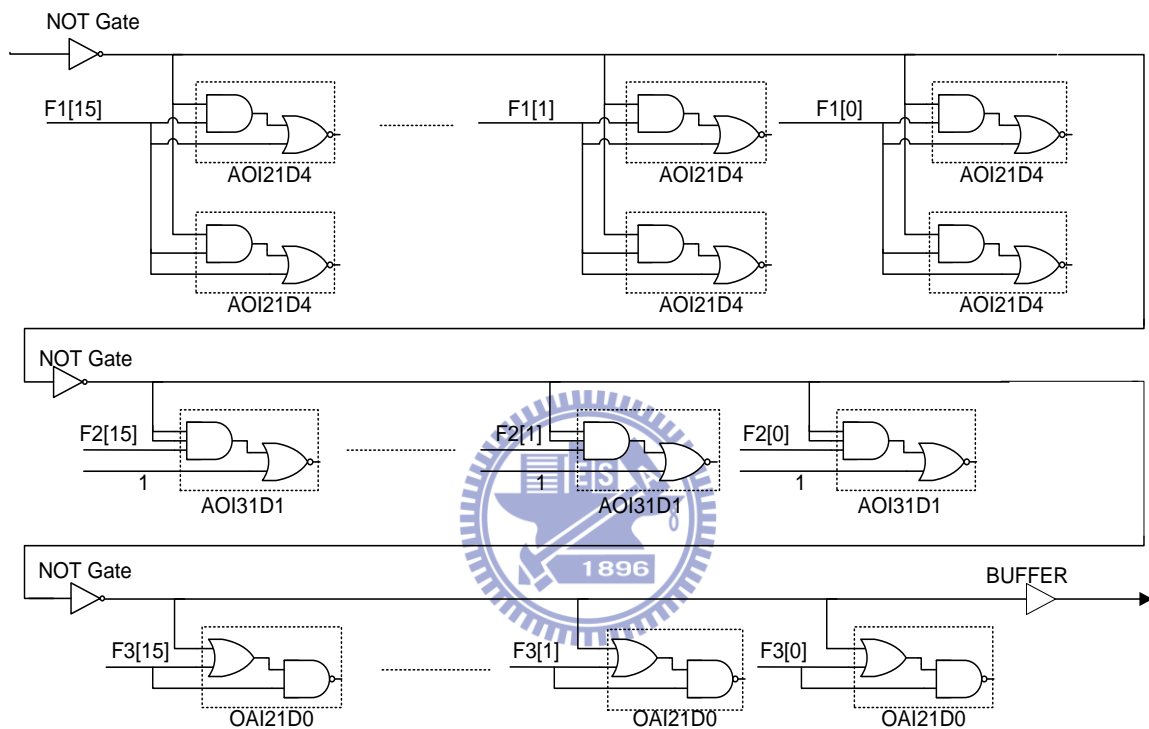 NOT Gate
F1[15]
F1[1]
F1[0]
AOI21D4
AOI21D4
AOI21D4
AOI21D4
AOI21D4
AOI21D4
NOT Gate
F2[15]
F2[1]
F2[0]
1
1
1
AOI31D1
AOI31D1
AOI31D1
ES
A
1896
NOT Gate
BUFFER
F3[15]
F3[1]
F3[0]
OAI21D0
OAI21D0
OAI21D0